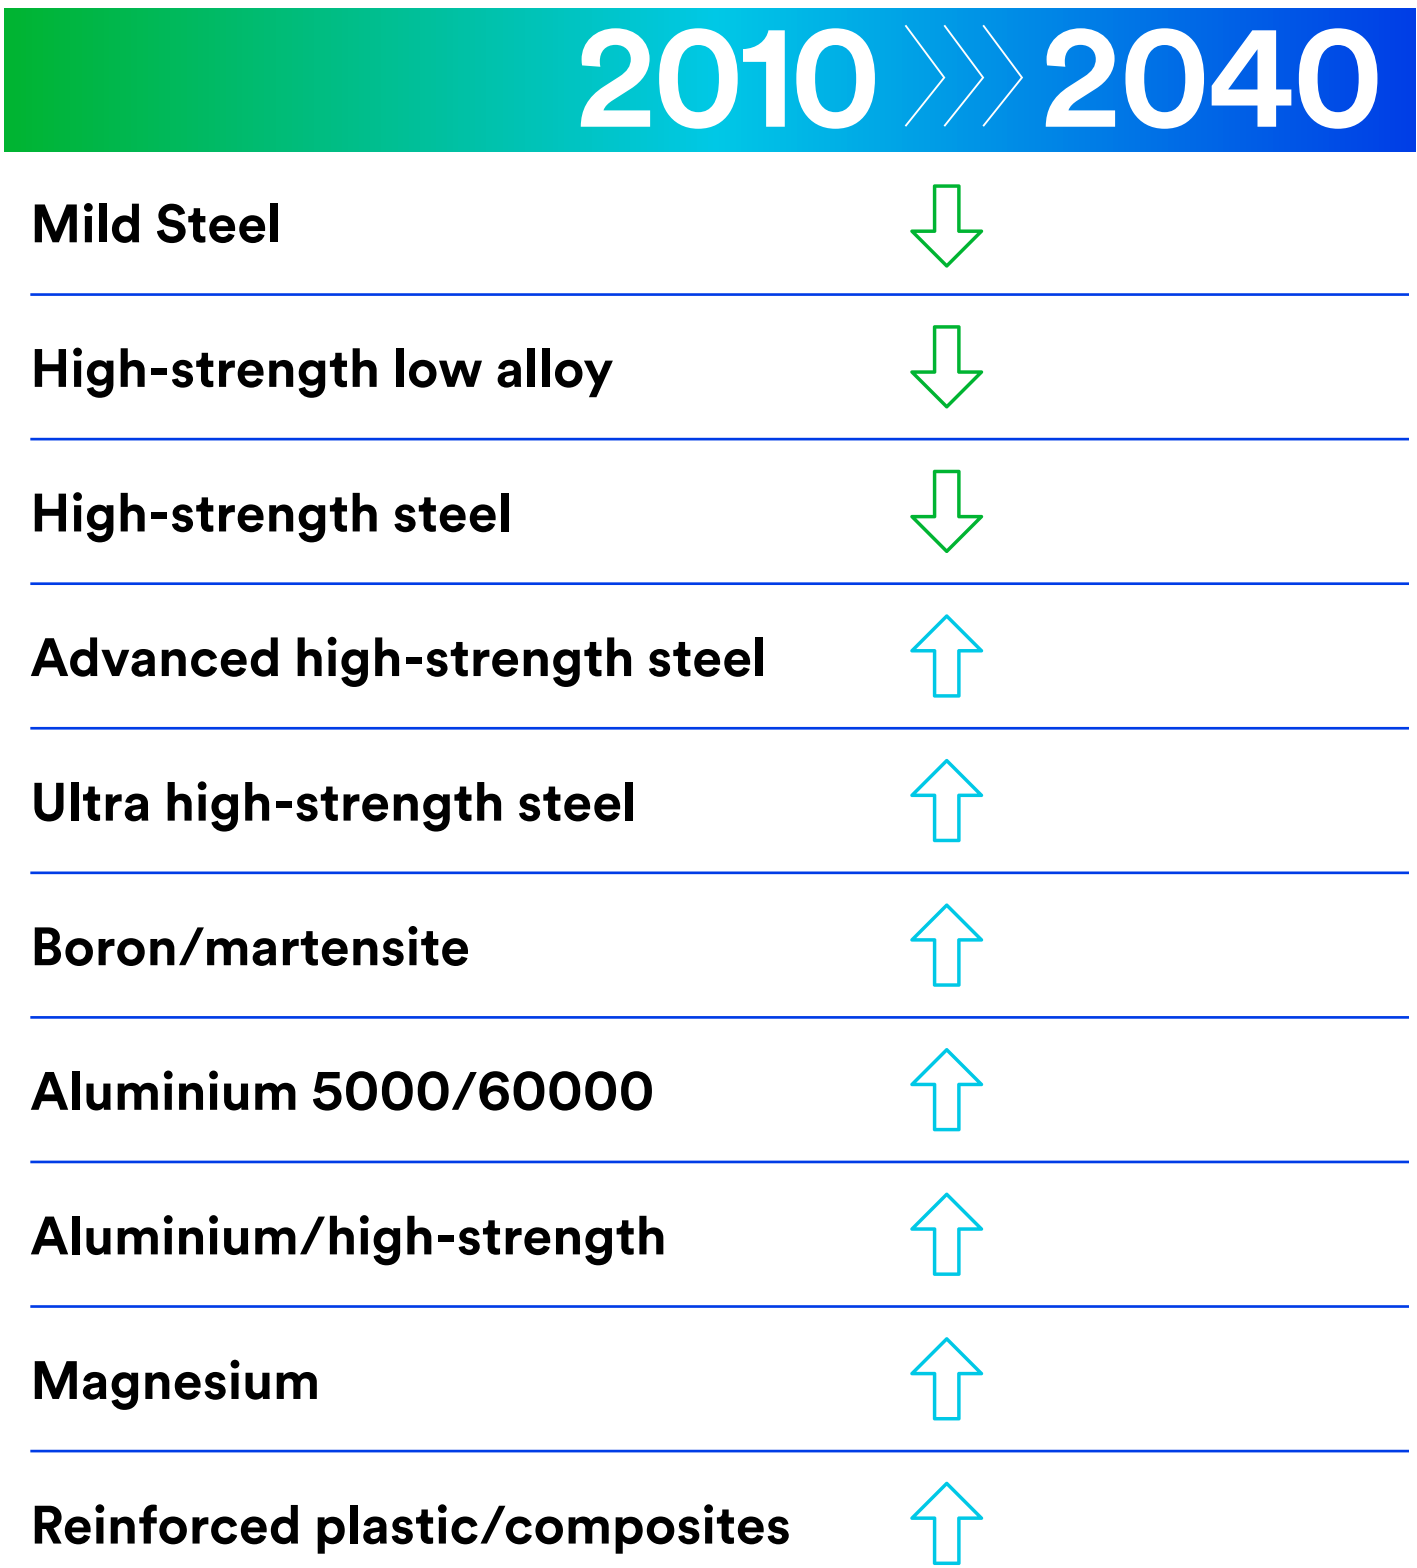 2010 2040
Mild Steel
High-strength low alloy
High-strength steel
Advanced high-strength steel
Ultra high-strength steel
Boron/martensite
Aluminium 5000/60000
Aluminium/high-strength
Magnesium
Reinforced plastic/composites